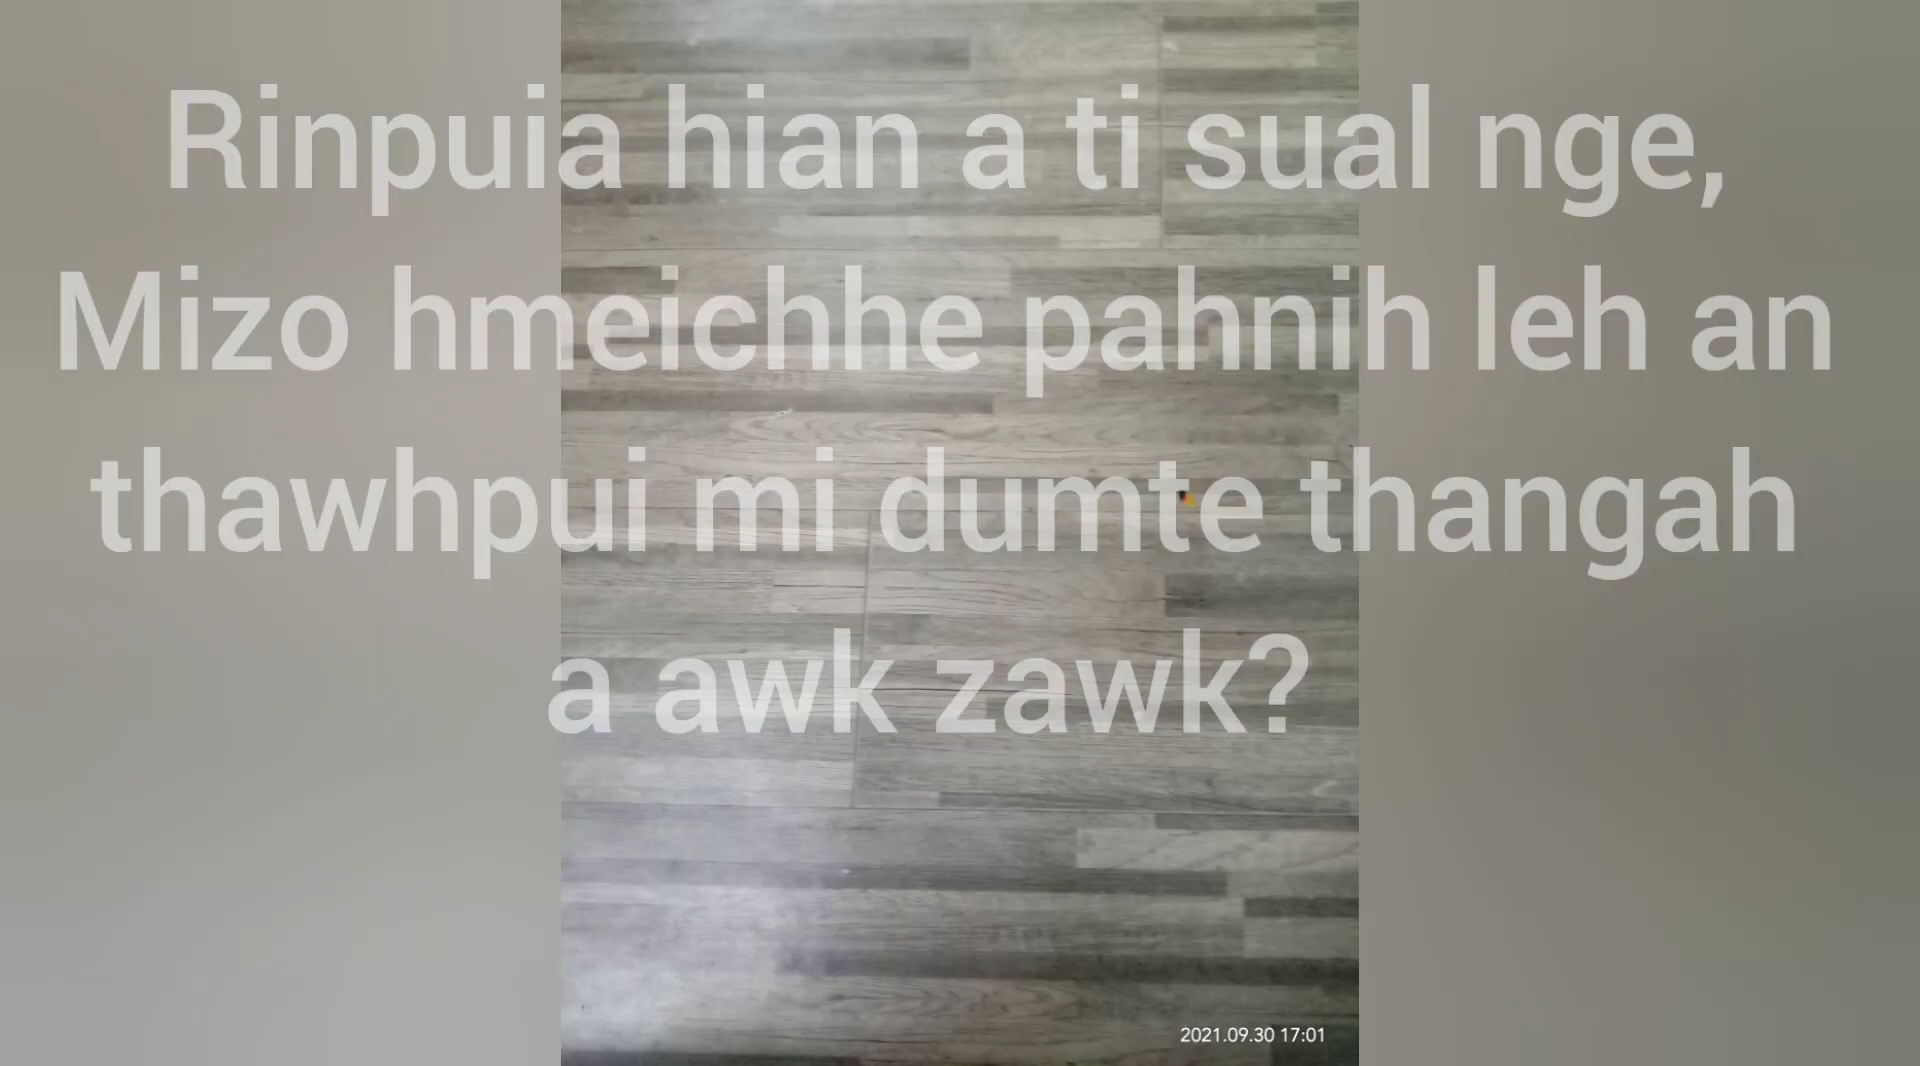 Rinpuia hian a ti sual nge,
Mizo hmeichhe pahnih leh an
thawhpui mi dumte thangah
a awk zawk?
2021.09.30 17:01